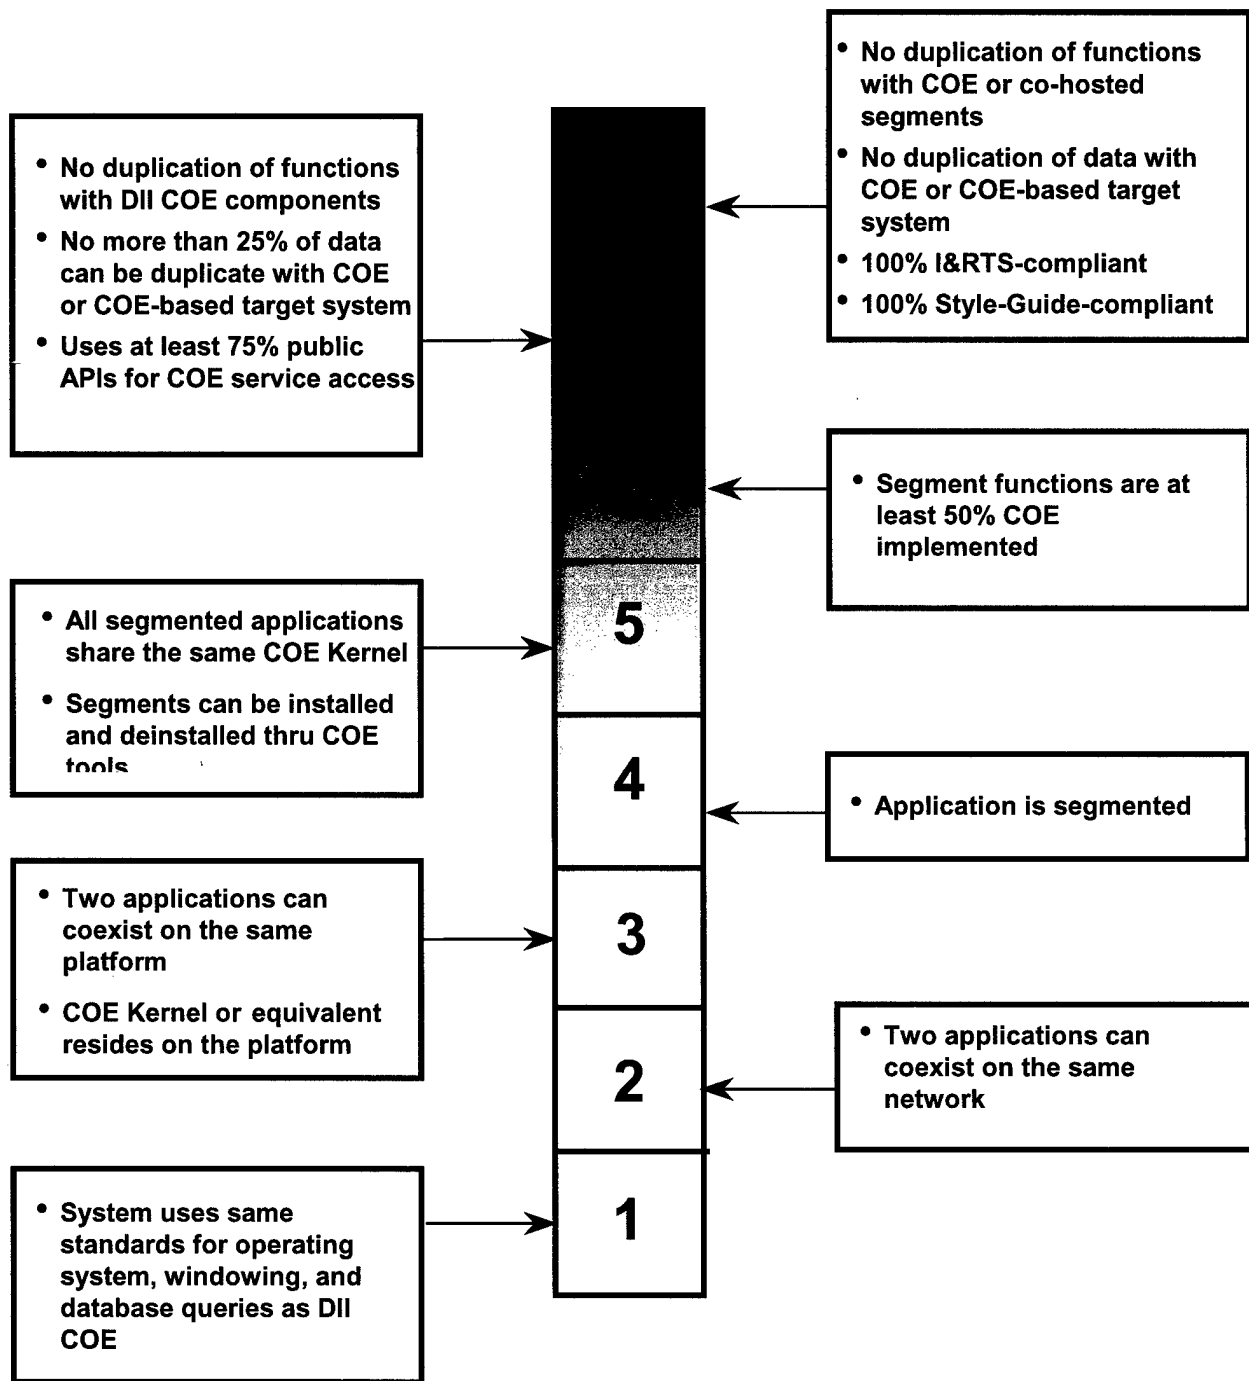 • No duplication of functions
with COE or co-hosted
segments
• No duplication of data with
COE or COE-based target
system
• 100% I&RTS-compliant
• 100% Style-Guide-compliant
• No duplication of functions
with DII COE components
• No more than 25% of data
can be duplicate with COE
or COE-based target system
• Uses at least 75% public
APIs for COE service access
• Segment functions are at
least 50% COE
implemented
5
• All segmented applications
share the same COE Kernel
• Segments can be installed
and deinstalled thru COE
tools
4
• Application is segmented
• Two applications can
coexist on the same
platform
• COE Kernel or equivalent
resides on the platform
3
2
• Two applications can
coexist on the same
network
• System uses same
standards for operating
system, windowing, and
database queries as DII
COE
1